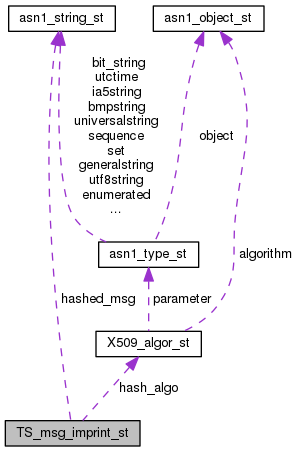 asn1_string_st
asn1_object_st
bit_string
utctime
ia5string
bmpstring
universalstring
sequence
set
generalstring
utf8string
enumerated
...
object
asn1_type_st
algorithm
hashed_msg
parameter
X509_algor_st
hash_algo
TS_msg_imprint_st